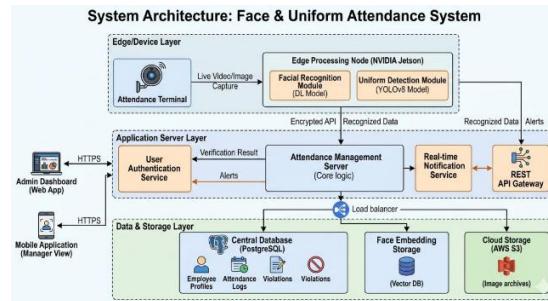 System Architecture: Face & Uniform Attendance System
Edge/Device Layer
Attendance Terminal
Live Video/Image
Capture
Edge Processing Node (NVIDIA Jetson)
Facial Recognition
Module
(DL Model)
Uniform Detection Module
(YOLOv8 Model)
Encrypted API
Recognized Data
Recognized Data
Alerts
Application Server Layer
Admin Dashboard
(Web App)
HTTPS
User
Authentication
Service
Verification Result
Alerts
Attendance Management
Server
(Core logic)
Real-time
Notification
Service
REST
API Gateway
Mobile Application
(Manager View)
HTTPS
Load balancer
Data & Storage Layer
Central Database
(PostgreSQL)
Employee
Profiles
Attendance
Logs
Violations
Violations
Face Embedding
Storage
(Vector DB)
Cloud Storage
(AWS S3)
(Image archives)